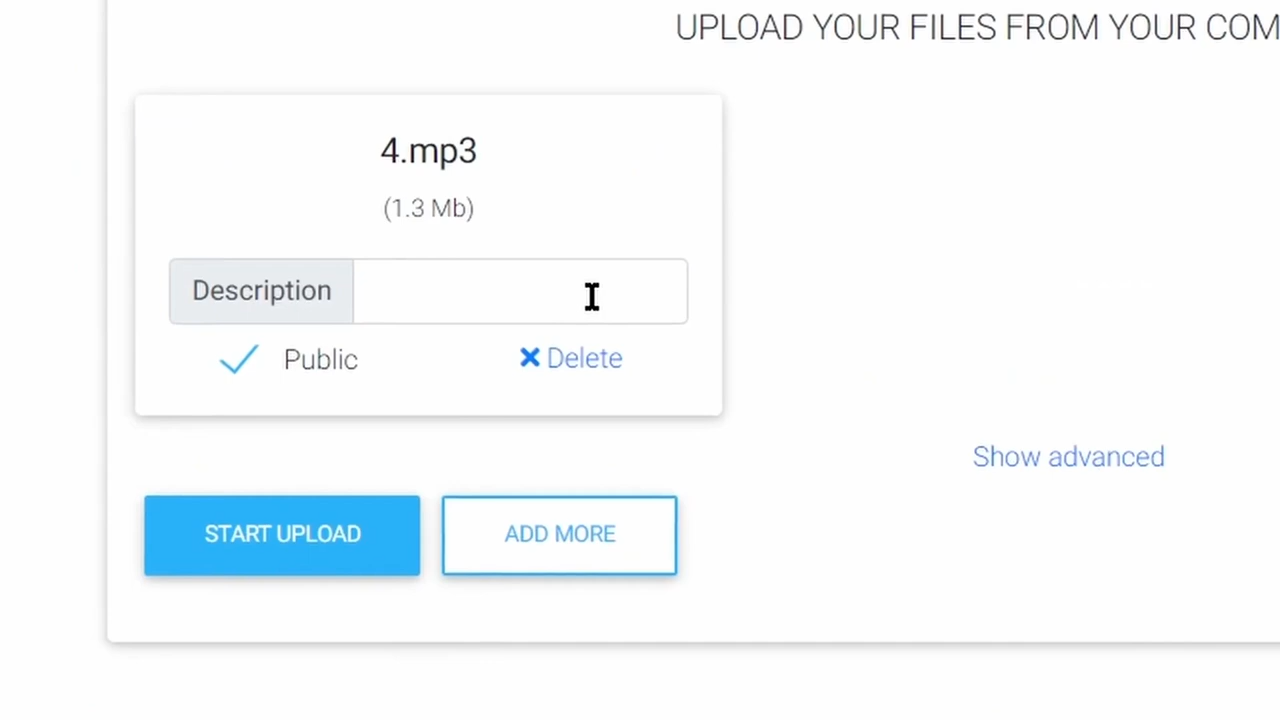 UPLOAD YOUR FILES FROM YOUR COM
4.mp3
(1.3 Mb)
Description
Public
Delete
Show advanced
START UPLOAD
ADD MORE